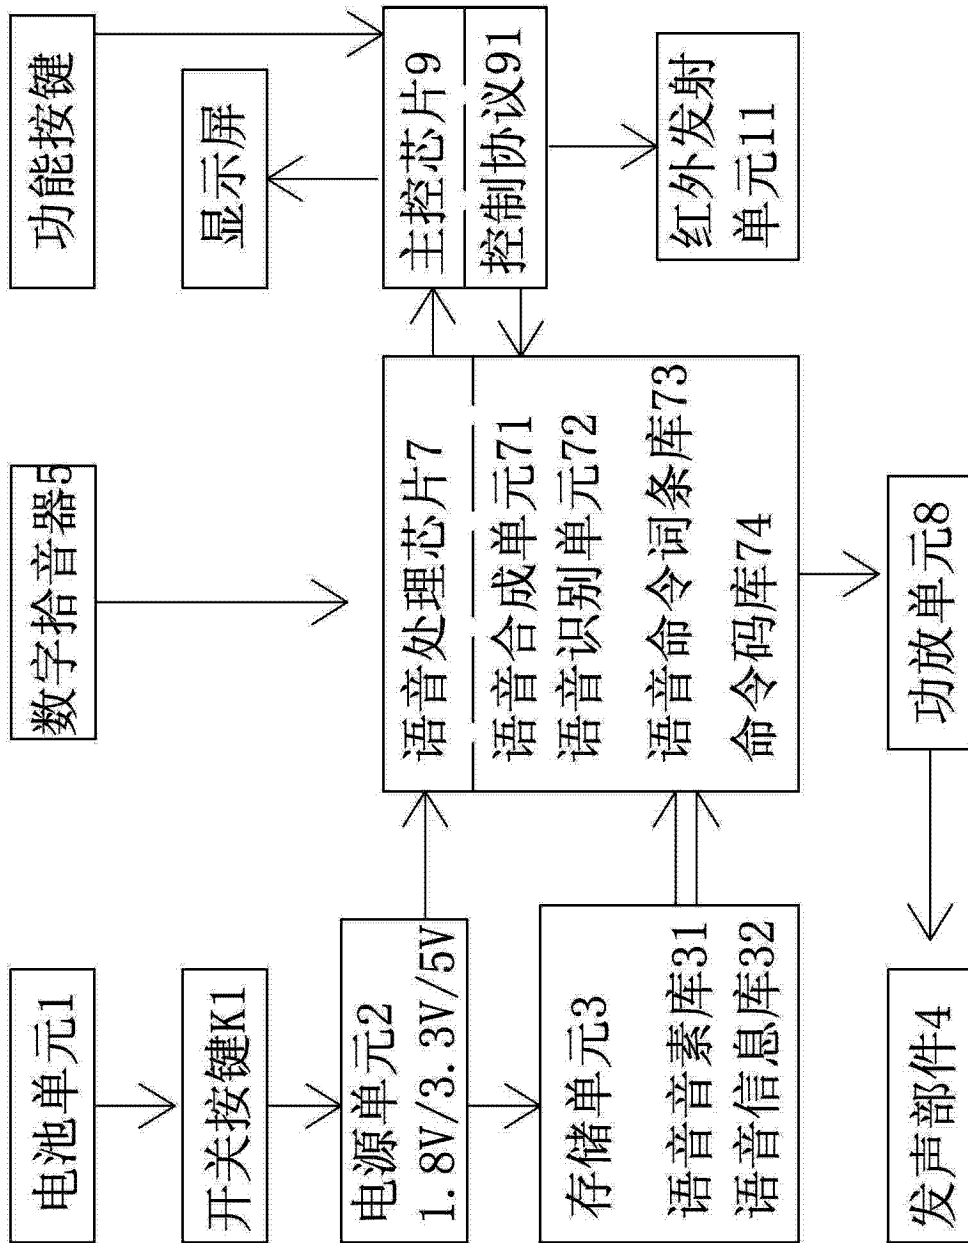 电池单元1
开关按键K1
电源单元2
1.8V/3.3V/5V
存储单元3
语音音素库31
语音信息库32
发声部件4
数字拾音器5
语音处理芯片7
语音合成单元71
语音识别单元72
语音命令词条库73
命令码库74
功放单元8
功能按键
显示屏
主控芯片9
控制协议91
红外发射
单元11